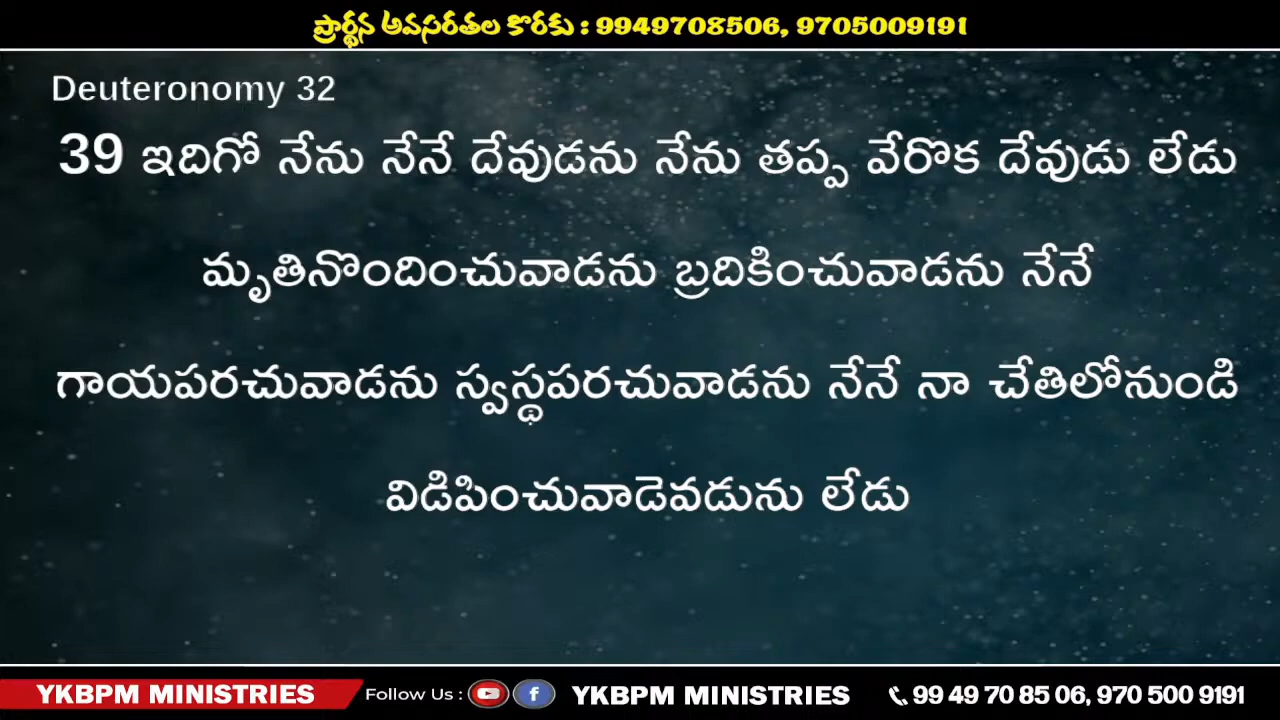 ప్రార్థన అవసరతల కొరకు : 9949708506, 9705009191
Deuteronomy 32
39 ఇదిగో నేను నేనే దేవుడను నేను తప్ప వేరొక దేవుడు లేడు
మృతినొందించువాడను బ్రదికించువాడను నేనే
గాయపరచువాడను స్వస్థపరచువాడను నేనే నా చేతిలోనుండి
విడిపించువాడెవడును లేడు
YKBPM MINISTRIES Follow Us : YKBPM MINISTRIES 99 49 70 85 06, 970 500 9191